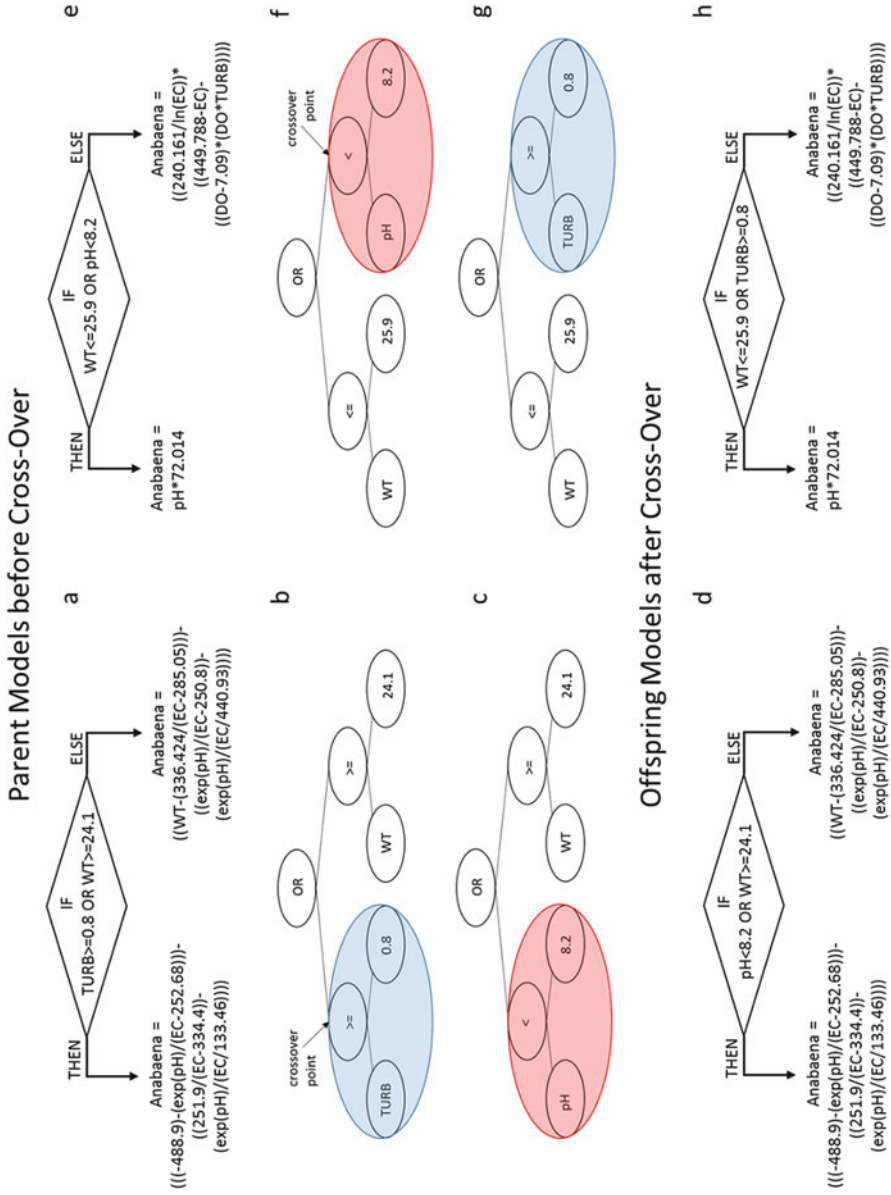 Parent Models before Cross-Over
a
IF
TURB>=0.8 OR WT>=24.1
THEN
ELSE
Anabaena =
(((-488.9)-(exp(pH)/(EC-252.68)))-
((251.9/(EC-334.4))-
(exp(pH)/(EC/133.46))))
Anabaena =
((WT-(336.424/(EC-285.05)))-
((exp(pH)/(EC-250.8))-
(exp(pH)/(EC/440.93))))
e
IF
WT<=25.9 OR pH<8.2
THEN
ELSE
Anabaena =
pH*72.014
Anabaena =
((240.161/ln(EC))*
((449.788-EC)-
((DO-7.09)*(DO*TURB))))
b
crossover
point
OR
>=
>=
TURB
0.8
WT
24.1
f
crossover
point
OR
<=
<
WT
25.9
pH
8.2
c
OR
<
>=
pH
8.2
WT
24.1
g
OR
<=
>=
WT
25.9
TURB
0.8
Offspring Models after Cross-Over
d
IF
pH<8.2 OR WT>=24.1
THEN
ELSE
Anabaena =
(((-488.9)-(exp(pH)/(EC-252.68)))-
((251.9/(EC-334.4))-
(exp(pH)/(EC/133.46))))
Anabaena =
((WT-(336.424/(EC-285.05)))-
((exp(pH)/(EC-250.8))-
(exp(pH)/(EC/440.93))))
h
IF
WT<=25.9 OR TURB>=0.8
THEN
ELSE
Anabaena =
pH*72.014
Anabaena =
((240.161/ln(EC))*
((449.788-EC)-
((DO-7.09)*(DO*TURB))))